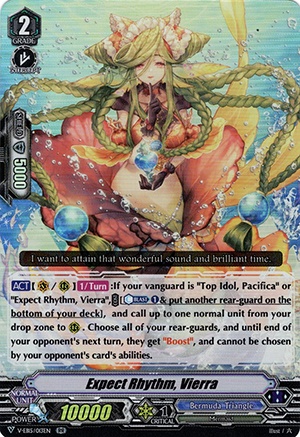 2
GRADE
INTERCEPT
5000
I want to attain that wonderful sound and brilliant time.
ACT 1/Turn :If your vanguard is "Top Idol, Pacifica" or
"Expect Rhythm, Vierra", [ BLAST & put another rear-guard on the
bottom of your deck], and call up to one normal unit from your
drop zone to . Choose all of your rear-guards, and until end of
your opponent's next turn, they get "Boost", and cannot be chosen
by your opponent's card's abilities.
Expect Rhythm, Vierra
NORMAL UNIT
10000
1
CRITICAL
Bermuda Triangle
Mermaid
V-EB15/013EN RR